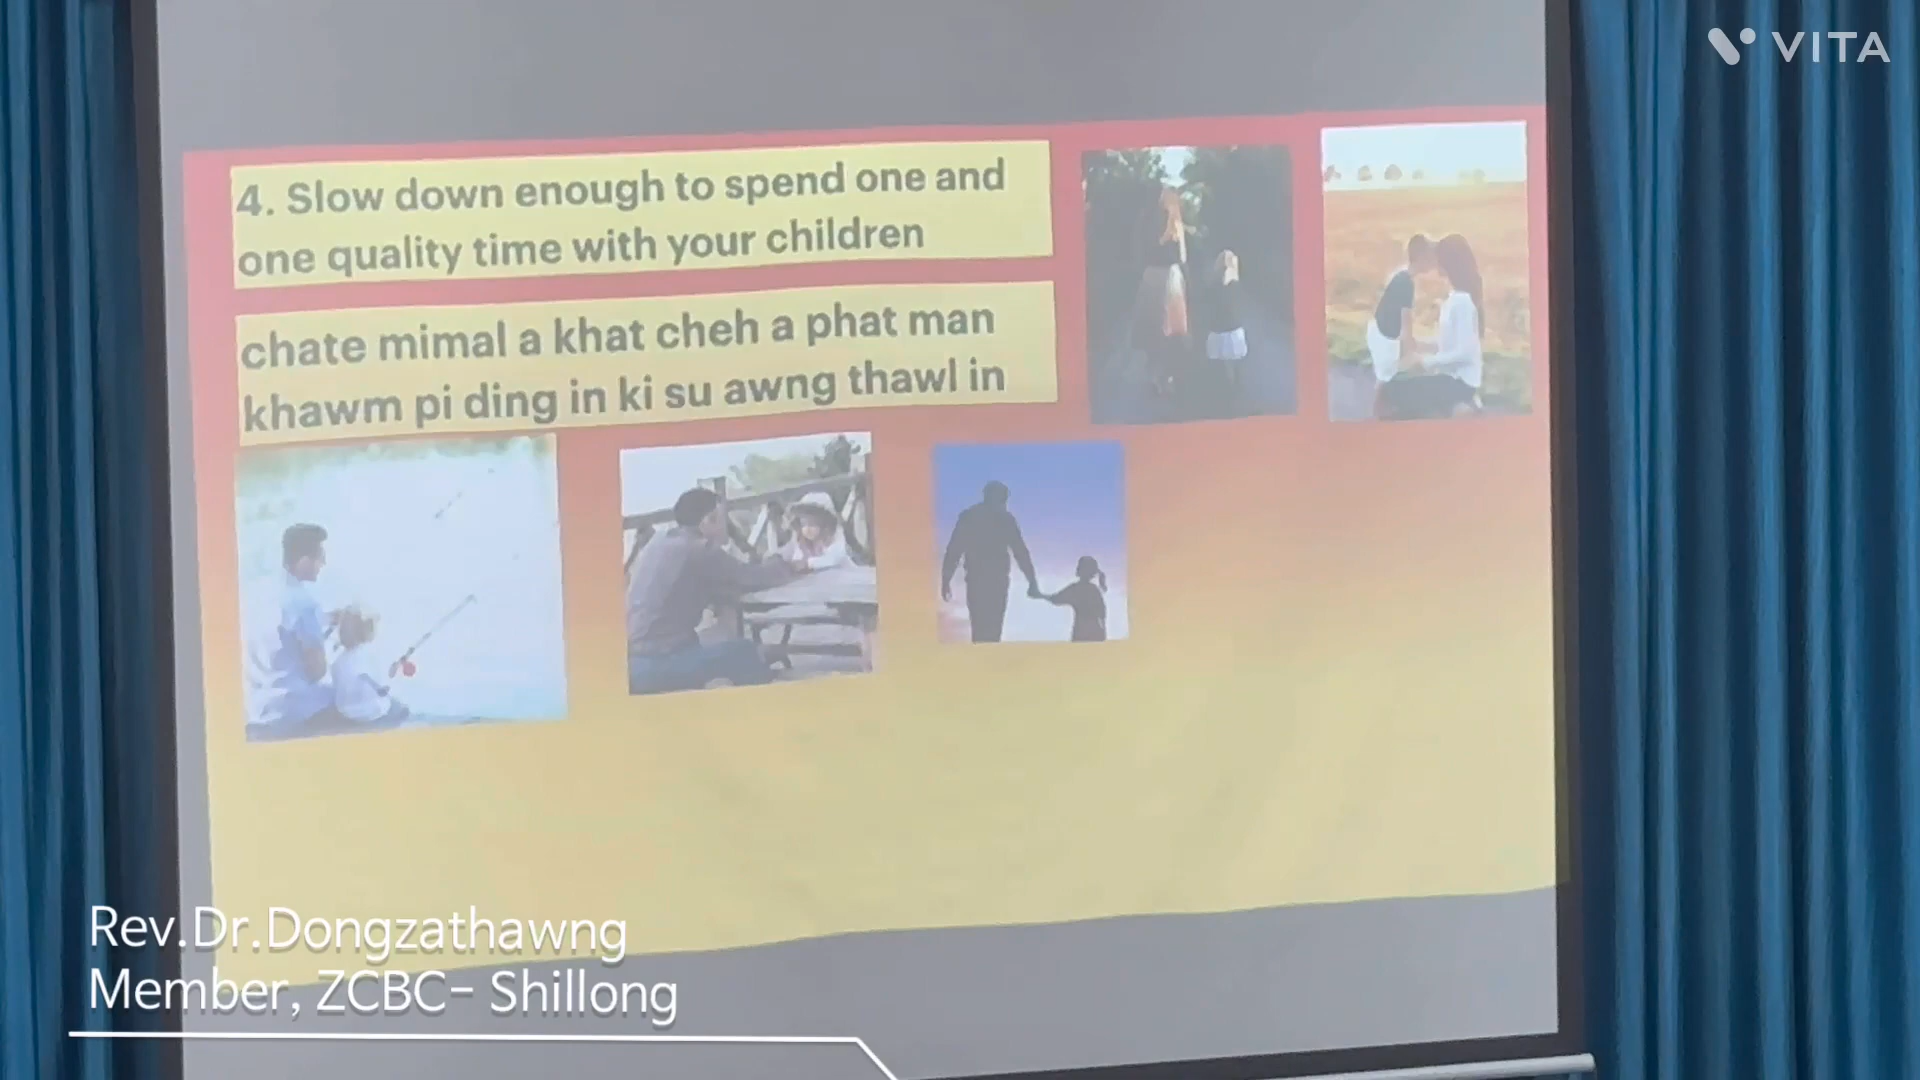 VITA
4. Slow down enough to spend one and
one quality time with your children
chate mimal a khat cheh a phat man
khawm pi ding in ki su awng thawl in
Rev.Dr.Dongzathawng
Member, ZCBC- Shillong